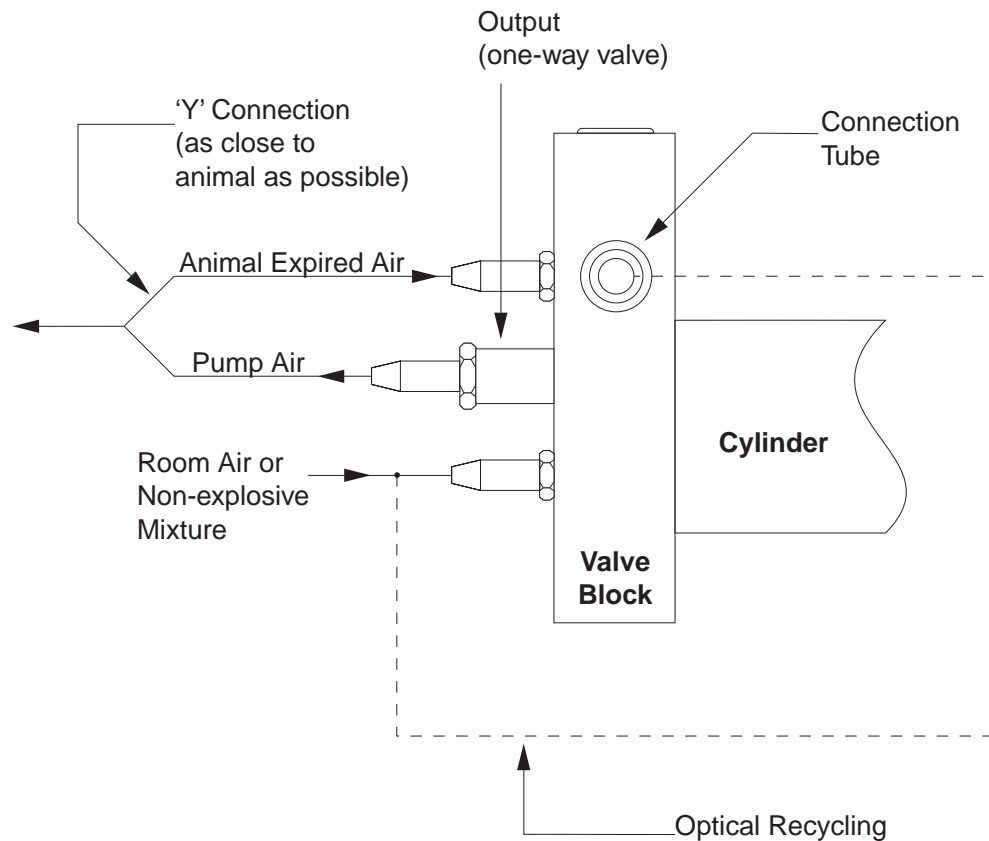 Output
(one-way valve)
‘Y’ Connection
(as close to
animal as possible)
Connection
Tube
Animal Expired Air
Pump Air
Cylinder
Room Air or
Non-explosive
Mixture
Valve
Block
Optical Recycling